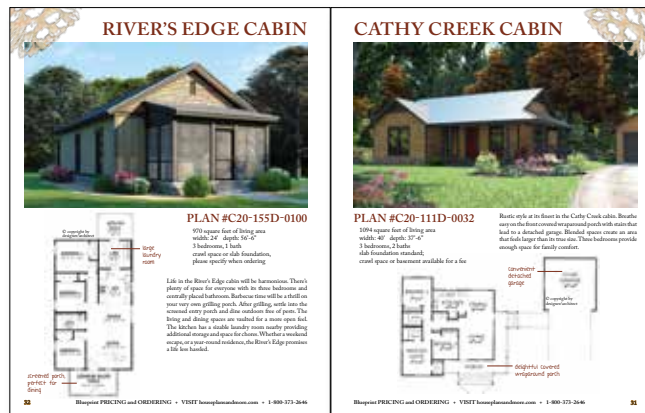 RIVER'S EDGE CABIN
PLAN #C20-155D-0100
970 square feet of living area
width: 24' depth: 56'-6"
3 bedrooms, 1 bath
crawl space or slab foundation,
please specify when ordering
Life in the River's Edge cabin will be harmonious. There's
plenty of space for everyone with its three bedrooms and
centrally placed bathroom. Barbecue time will be a thrill on
your very own grilling porch. After grilling, settle into the
screened entry porch and dine outdoors free of pests. The
living and dining spaces are vaulted for a more open feel.
The kitchen has a sizable laundry room nearby providing
additional storage and space for chores. Whether a weekend
escape, or a year-round residence, the River's Edge promises
a life less hassled.
© copyright by
designer/architect
large
laundry
room
screened porch,
perfect for
dining
32
Blueprint PRICING and ORDERING • VISIT houseplansandmore.com • 1-800-373-2646
CATHY CREEK CABIN
PLAN #C20-111D-0032
1094 square feet of living area
width: 40' depth: 37'-6"
3 bedrooms, 2 baths
slab foundation standard;
crawl space or basement available for a fee
Rustic style at its finest in the Cathy Creek cabin. Breathe
easy on the front covered wraparound porch with stairs that
lead to a detached garage. Blended spaces create an area
that feels larger than its true size. Three bedrooms provide
enough space for family comfort.
convenient
detached
garage
© copyright by
designer/architect
delightful covered
wraparound porch
Blueprint PRICING and ORDERING • VISIT houseplansandmore.com • 1-800-373-2646
31